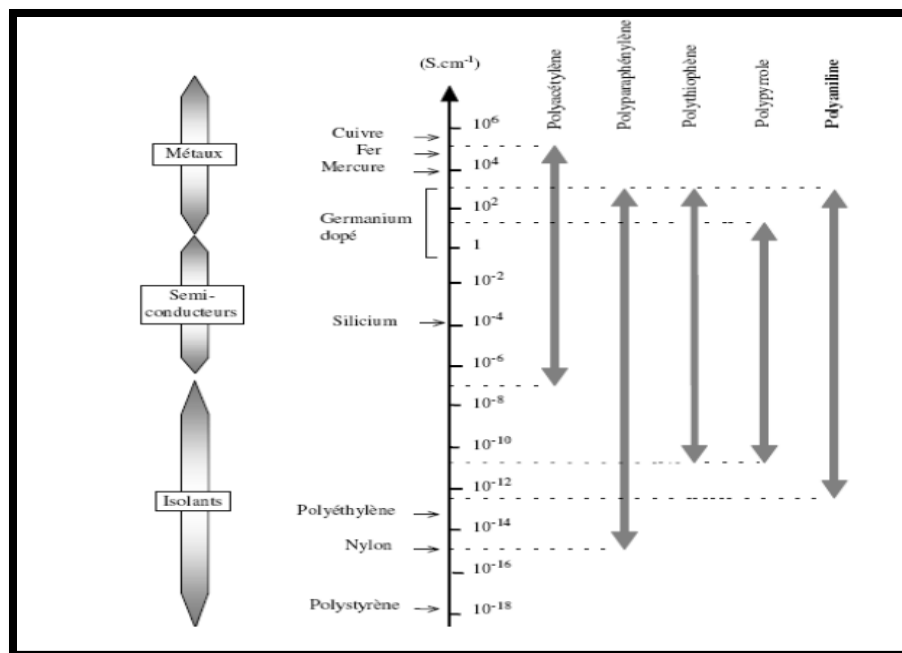 (S.cm⁻¹)
Polyacétylène
Polyparaphénylène
Polythiophène
Polypyrrole
Polyaniline
Métaux
Semi-
conducteurs
Isolants
Cuivre
Fer
Mercure
Germanium
dopé
Silicium
Polyéthylène
Nylon
Polystyrène
10⁶
10⁴
10²
1
10⁻²
10⁻⁴
10⁻⁶
10⁻⁸
10⁻¹⁰
10⁻¹²
10⁻¹⁴
10⁻¹⁶
10⁻¹⁸